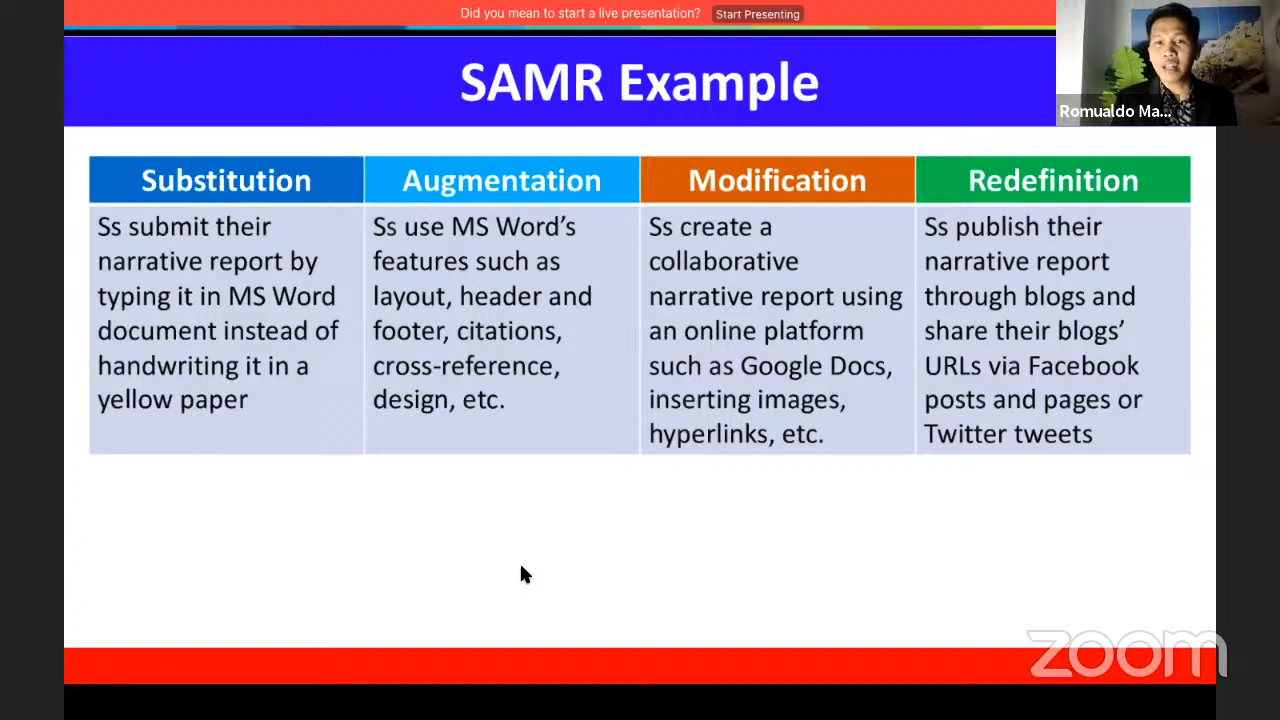 Did you mean to start a live presentation? Start Presenting
SAMR Example
Romualdo Ma...
Substitution
Ss submit their
narrative report by
typing it in MS Word
document instead of
handwriting it in a
yellow paper
Augmentation
Ss use MS Word’s
features such as
layout, header and
footer, citations,
cross-reference,
design, etc.
Modification
Ss create a
collaborative
narrative report using
an online platform
such as Google Docs,
inserting images,
hyperlinks, etc.
Redefinition
Ss publish their
narrative report
through blogs and
share their blogs’
URLs via Facebook
posts and pages or
Twitter tweets
zoom